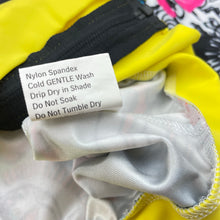 Nylon Spandex
Cold GENTLE Wash
Drip Dry in Shade
Do Not Soak
Do Not Tumble Dry